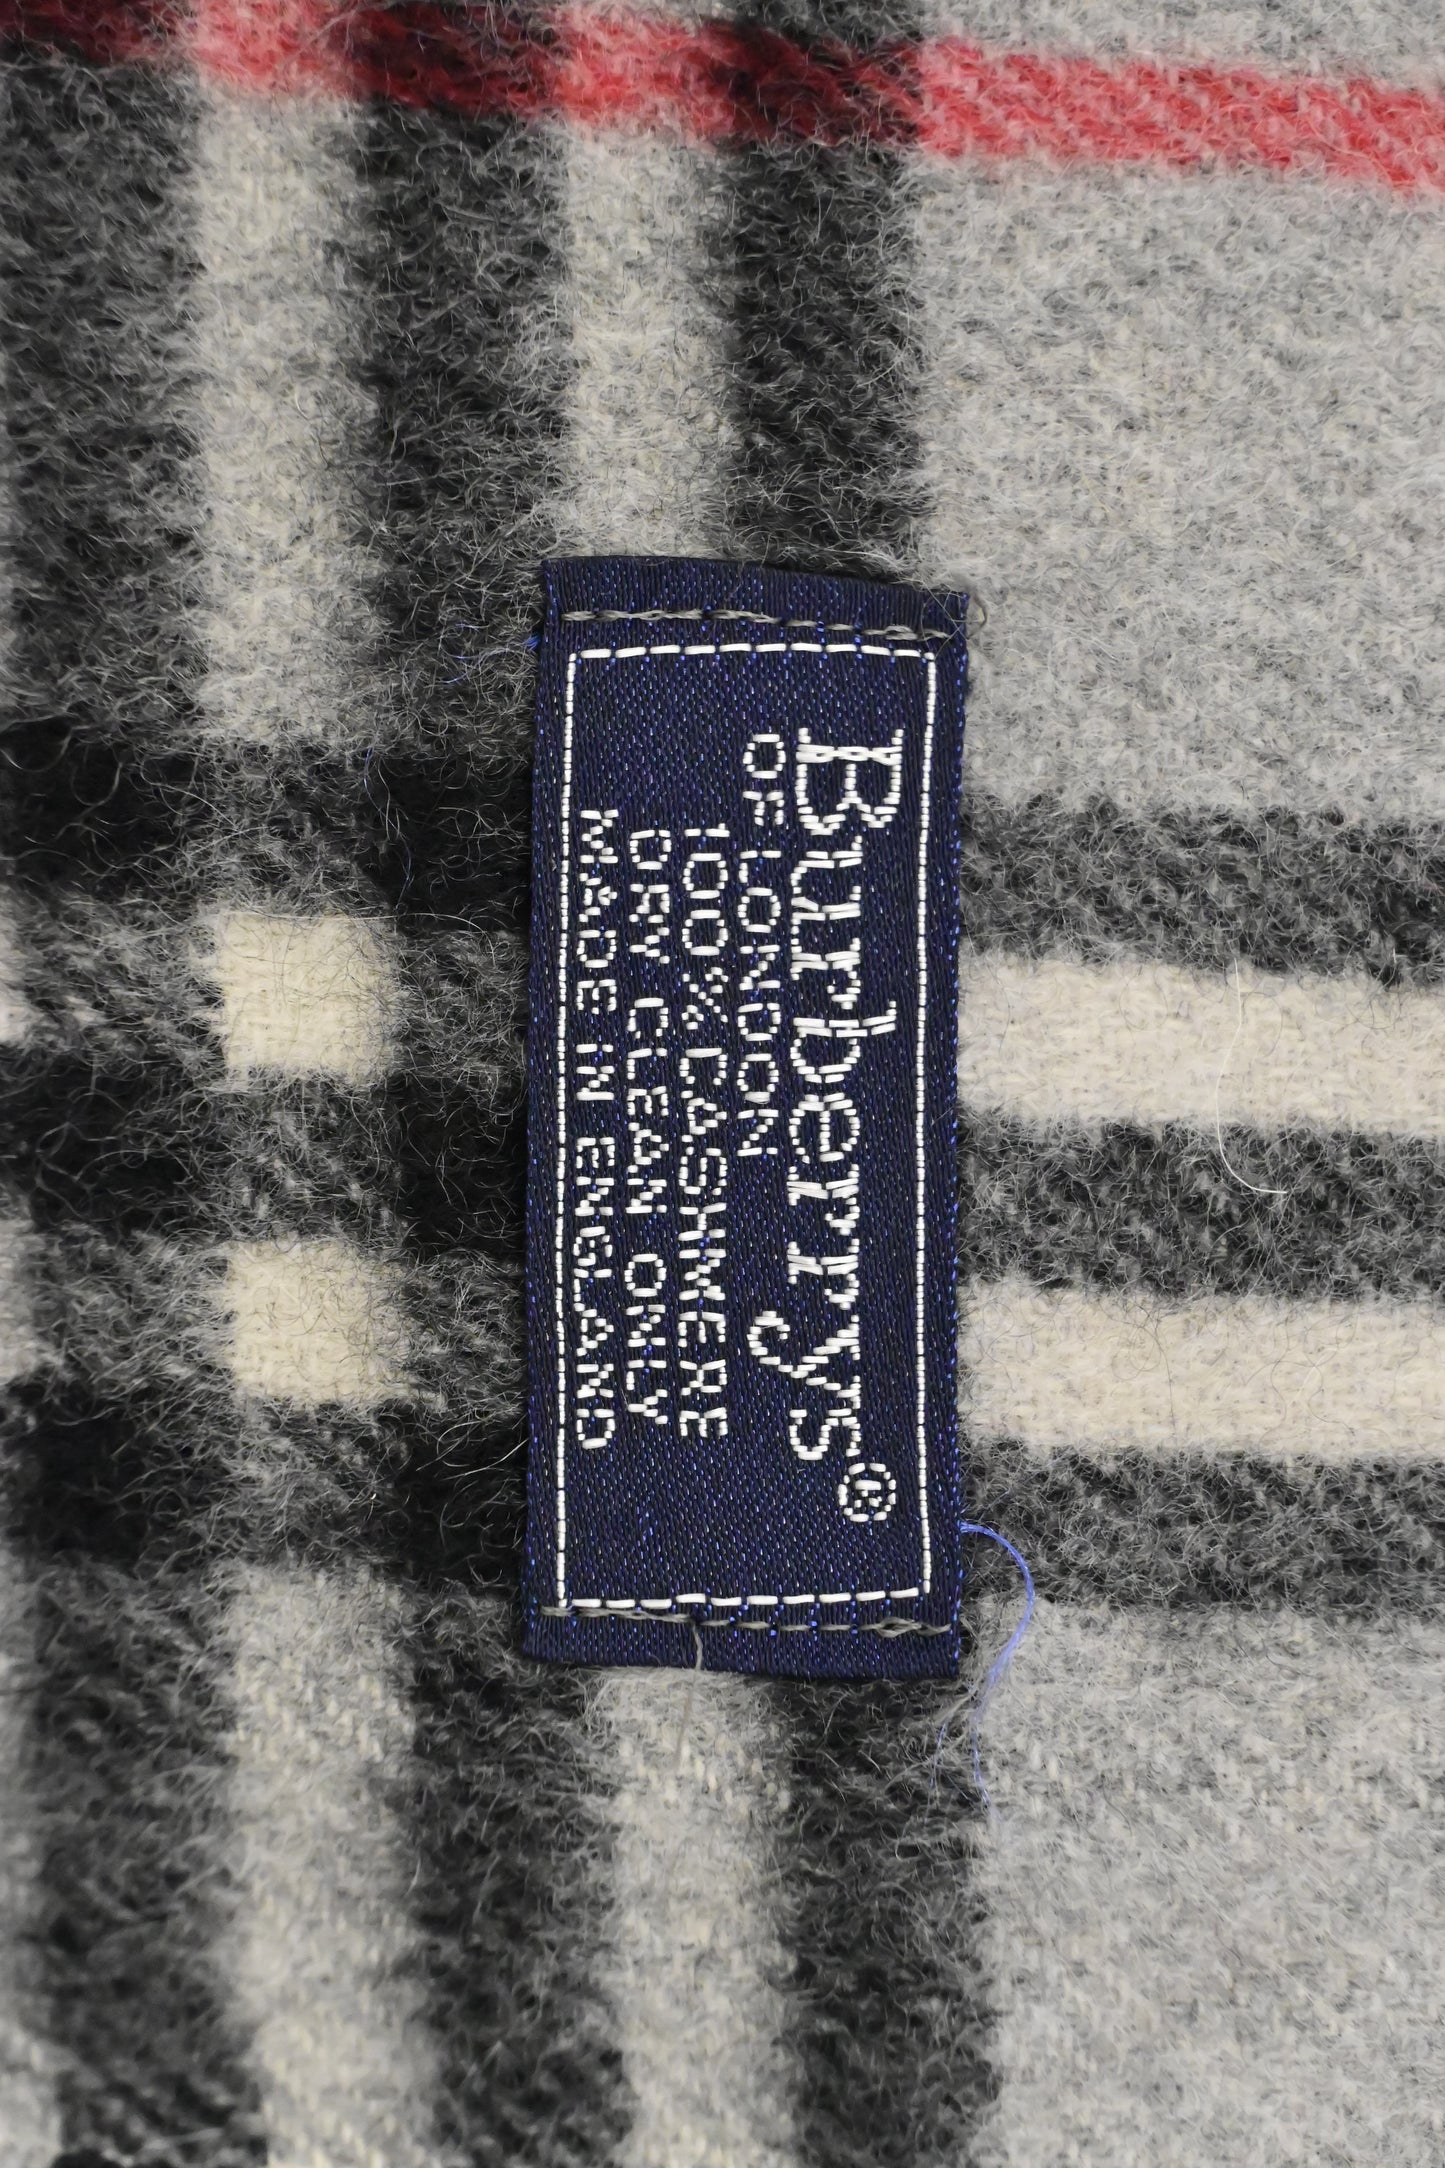 Burberrys®
OF LONDON
100% CASHMERE
DRY CLEAN ONLY
MADE IN ENGLAND